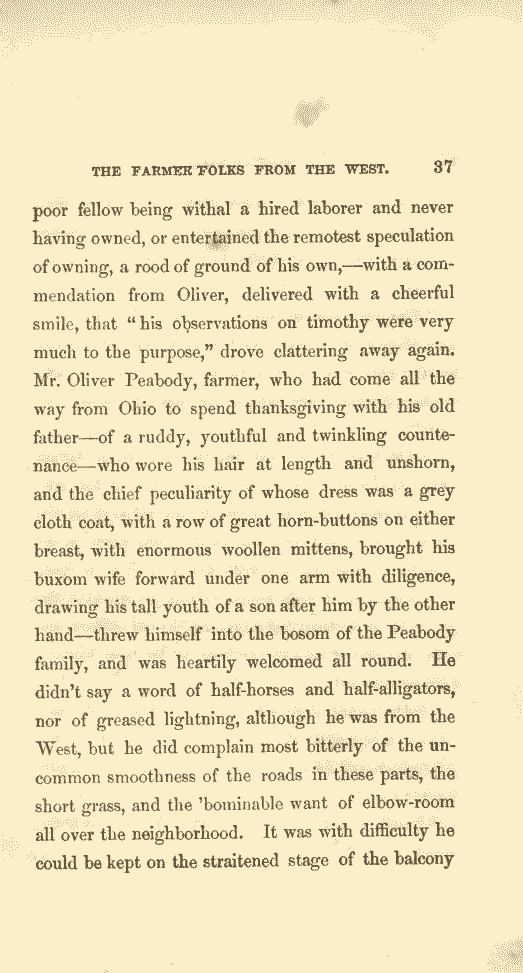 THE FARMER FOLKS FROM THE WEST. 37
poor fellow being withal a hired laborer and never
having owned, or entertained the remotest speculation
of owning, a rood of ground of his own,—with a com-
mendation from Oliver, delivered with a cheerful
smile, that "his observations on timothy were very
much to the purpose," drove clattering away again.
Mr. Oliver Peabody, farmer, who had come all the
way from Ohio to spend thanksgiving with his old
father—of a ruddy, youthful and twinkling counte-
nance—who wore his hair at length and unshorn,
and the chief peculiarity of whose dress was a grey
cloth coat, with a row of great horn-buttons on either
breast, with enormous woollen mittens, brought his
buxom wife forward under one arm with diligence,
drawing his tall youth of a son after him by the other
hand—threw himself into the bosom of the Peabody
family, and was heartily welcomed all round. He
didn't say a word of half-horses and half-alligators,
nor of greased lightning, although he was from the
West, but he did complain most bitterly of the un-
common smoothness of the roads in these parts, the
short grass, and the 'bominable want of elbow-room
all over the neighborhood. It was with difficulty he
could be kept on the straitened stage of the balcony